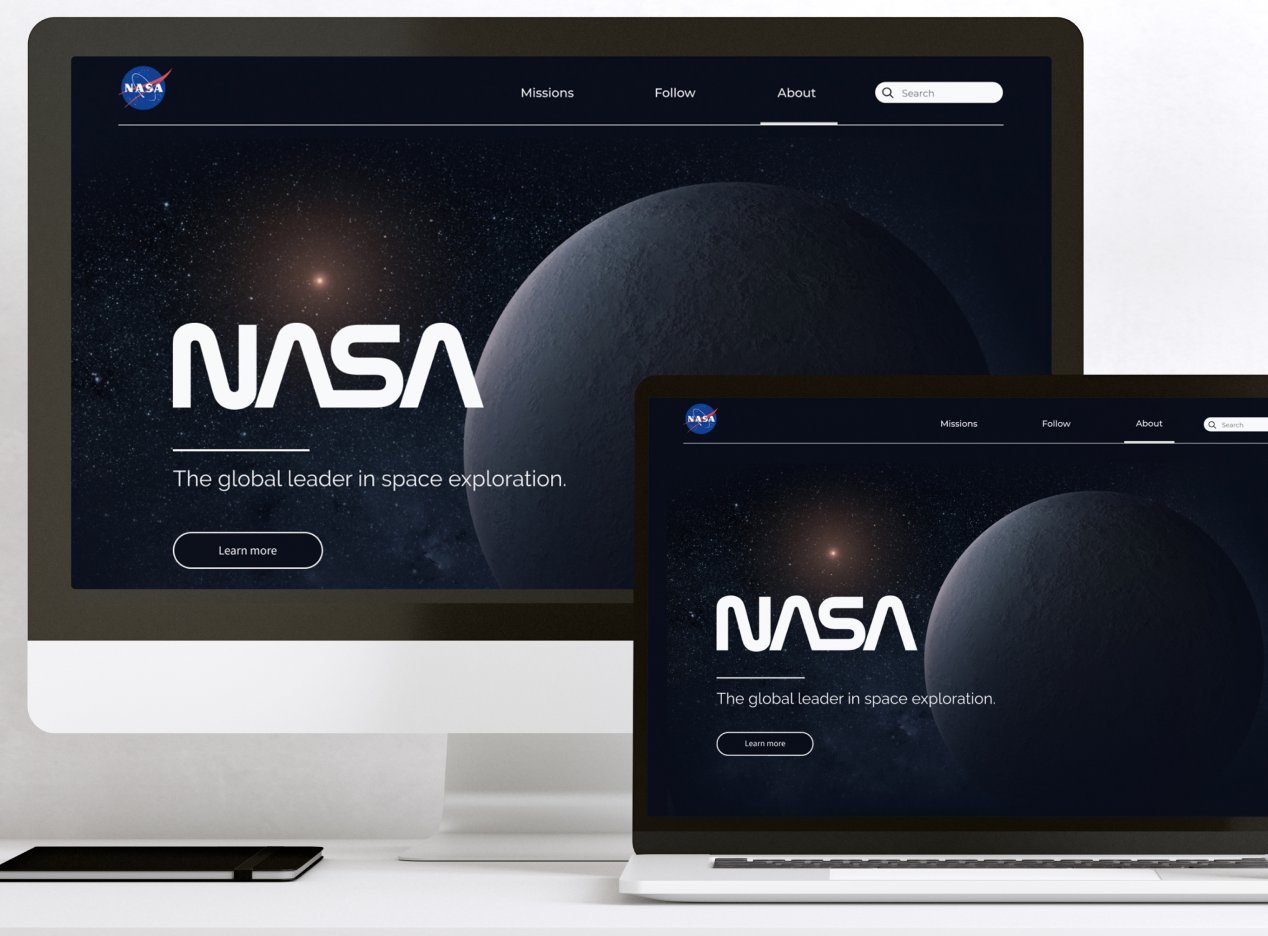 NASA
Missions
Follow
About
Search
NASA
The global leader in space exploration.
Learn more
NASA
Missions
Follow
About
Search
NASA
The global leader in space exploration.
Learn more